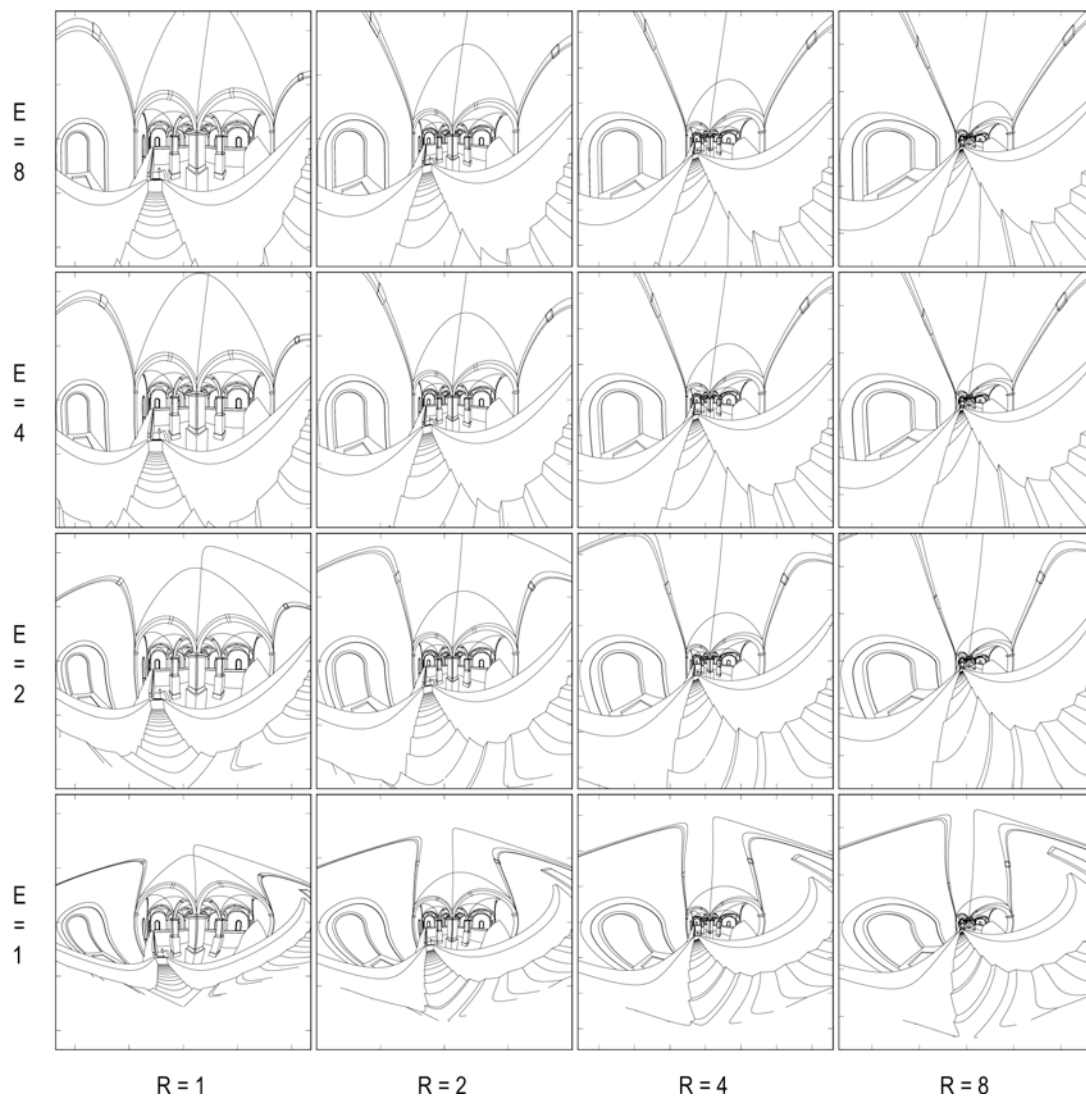 E
=
8
E
=
4
E
=
2
E
=
1
R = 1 R = 2 R = 4 R = 8